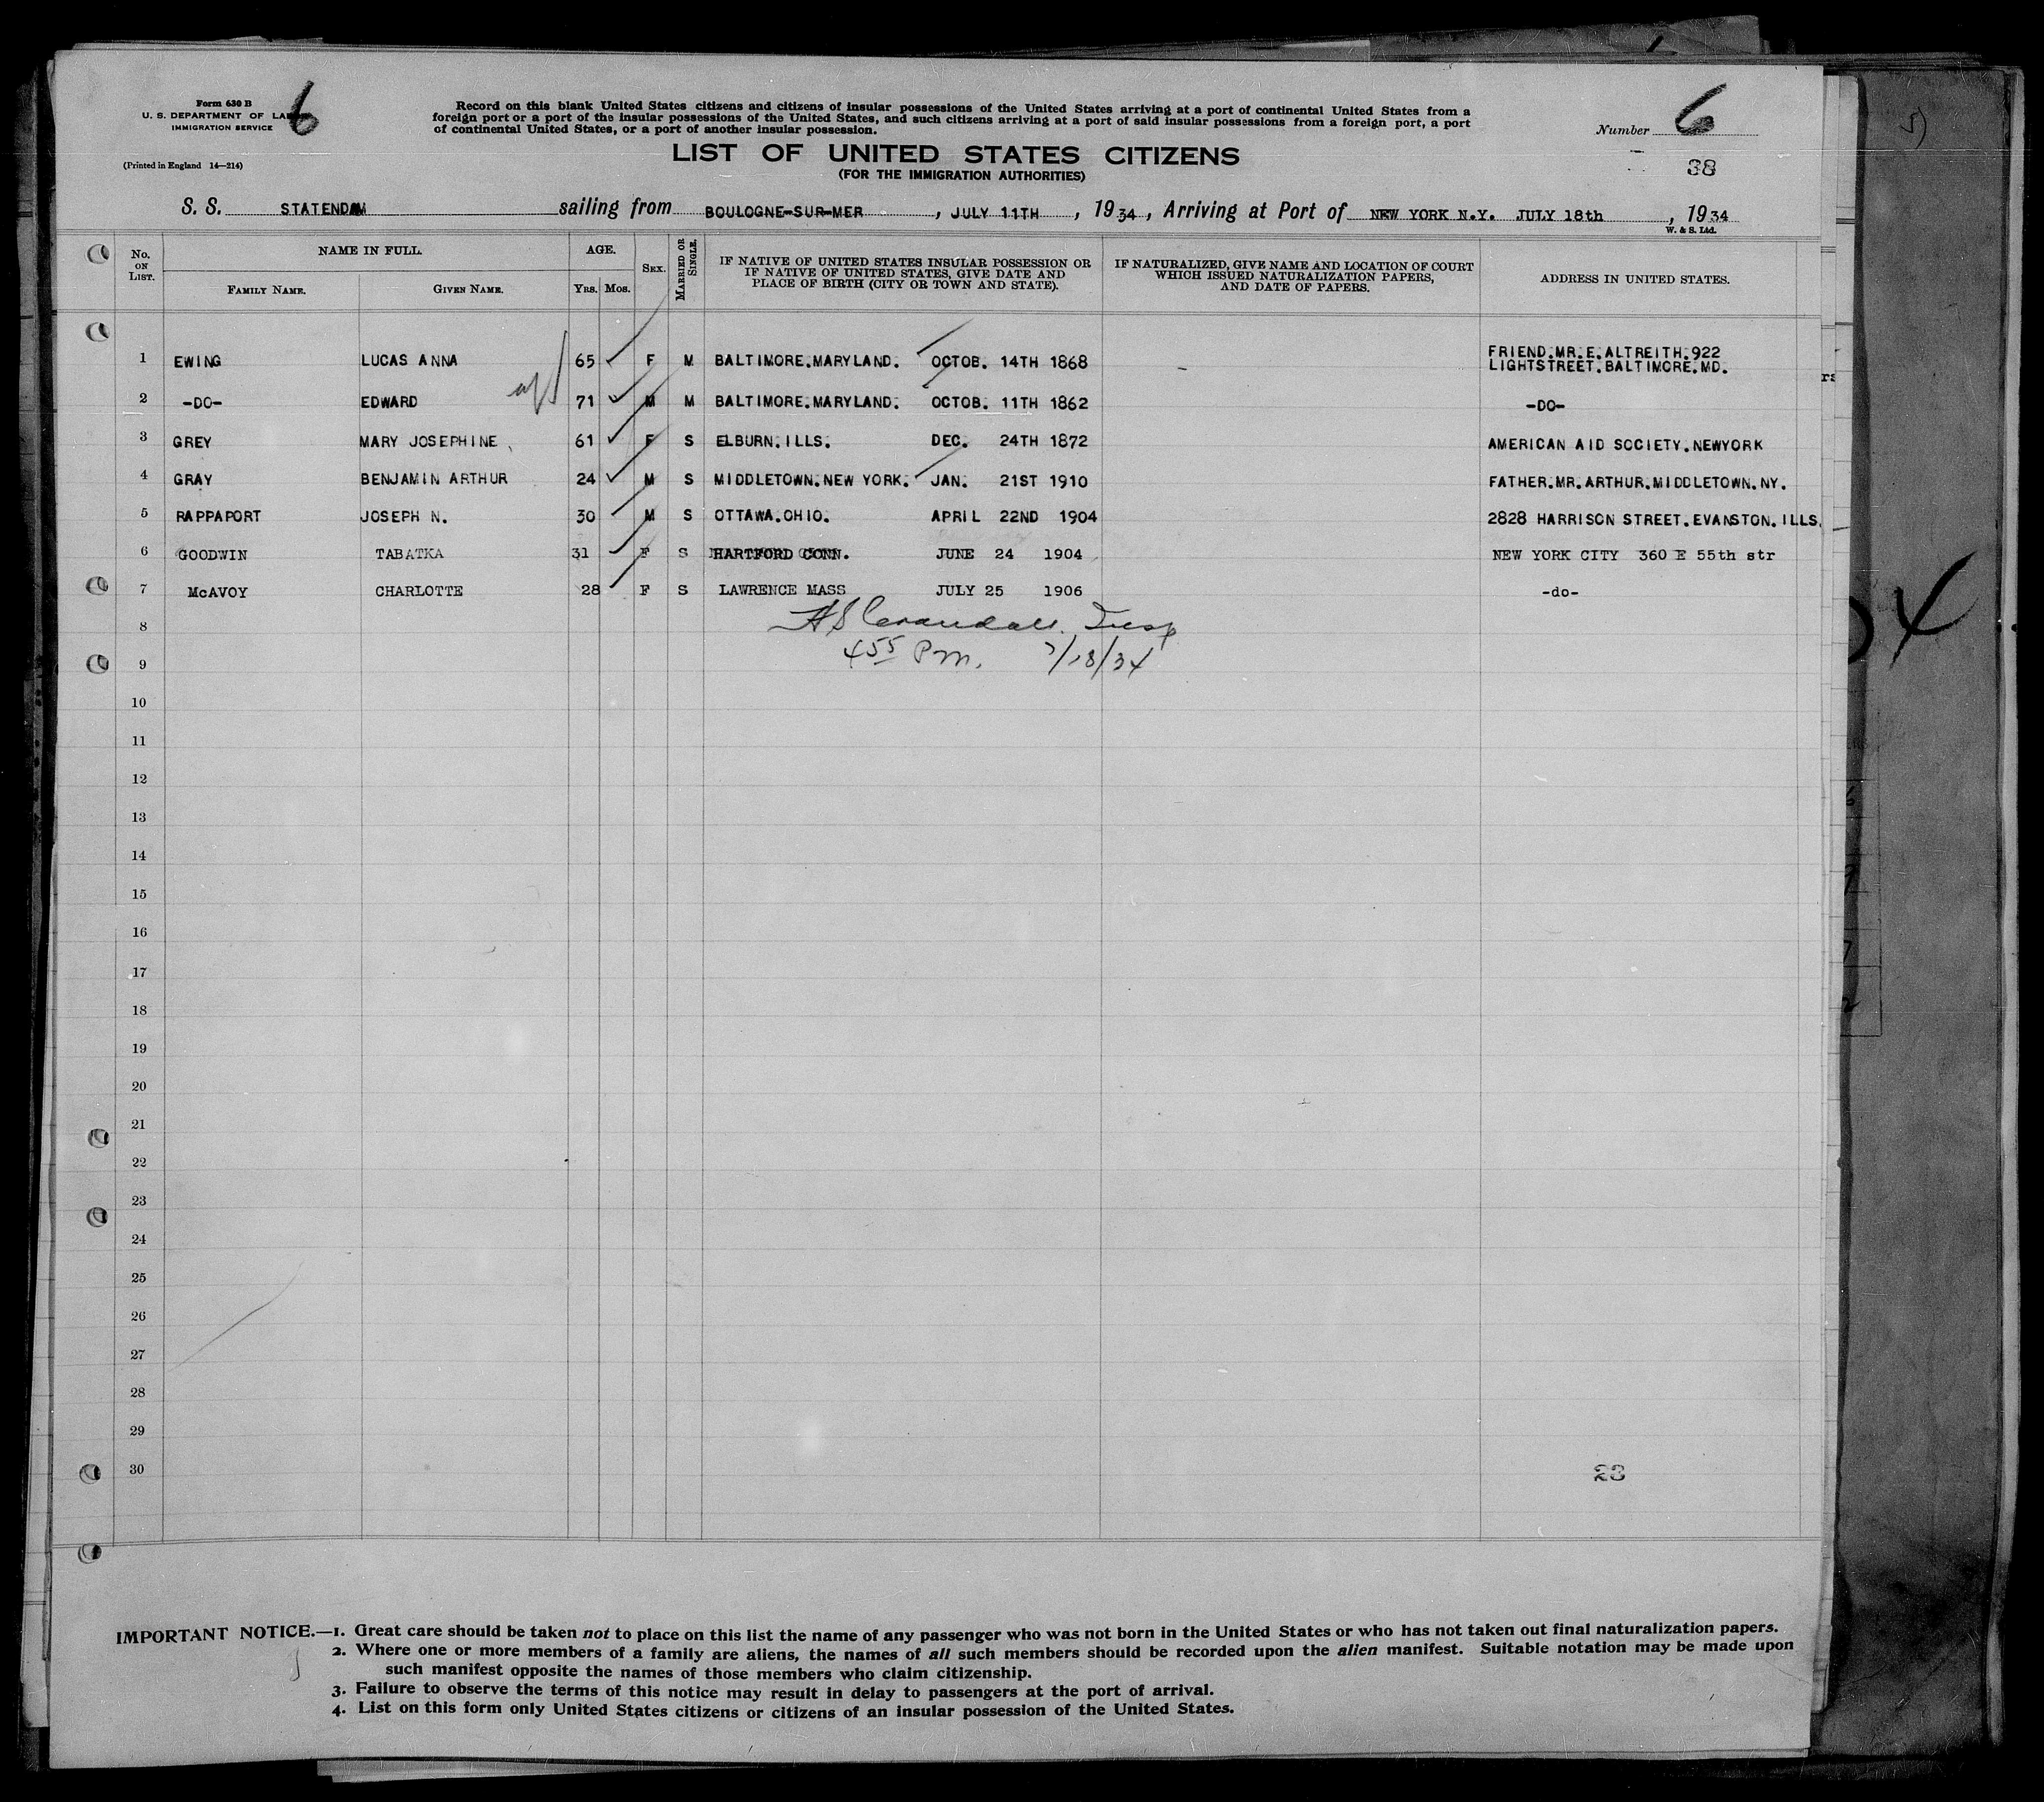 Form 630 B
U. S. DEPARTMENT OF LABOR
IMMIGRATION SERVICE
6
(Printed in England 14—214)
Record on this blank United States citizens and citizens of insular possessions of the United States arriving at a port of continental United States from a
foreign port or a port of the insular possessions of the United States, and such citizens arriving at a port of said insular possessions from a foreign port, a port
of continental United States, or a port of another insular possession.
LIST OF UNITED STATES CITIZENS
(FOR THE IMMIGRATION AUTHORITIES)
Number 6
38
S. S. STATENDAM sailing from BOULOGNE-SUR-MER, JULY 11TH, 1934, Arriving at Port of NEW YORK N.Y. JULY 18th, 1934
W. & S. Ltd.
No. ON LIST. NAME IN FULL. AGE. SEX. MARRIED OR SINGLE. IF NATIVE OF UNITED STATES INSULAR POSSESSION OR IF NATIVE OF UNITED STATES, GIVE DATE AND PLACE OF BIRTH (CITY OR TOWN AND STATE). IF NATURALIZED, GIVE NAME AND LOCATION OF COURT WHICH ISSUED NATURALIZATION PAPERS, AND DATE OF PAPERS. ADDRESS IN UNITED STATES.
FAMILY NAME. GIVEN NAME. YRS. MOS.
1 EWING LUCAS ANNA 65 F M BALTIMORE.MARYLAND. OCTOB. 14TH 1868 - FRIEND.MR.E.ALTREITH.922
LIGHTSTREET.BALTIMORE.MD.
2 -DO- EDWARD 71 M M BALTIMORE.MARYLAND. OCTOB. 11TH 1862 -DO-
3 GREY MARY JOSEPHINE 61 F S ELBURN.ILLS. DEC. 24TH 1872 AMERICAN AID SOCIETY.NEWYORK
4 GRAY BENJAMIN ARTHUR 24 M S MIDDLETOWN.NEW YORK. JAN. 21ST 1910 FATHER.MR.ARTHUR.MIDDLETOWN.NY.
5 RAPPAPORT JOSEPH N. 30 M S OTTAWA.OHIO. APRIL 22ND 1904 2828 HARRISON STREET.EVANSTON.ILLS.
6 GOODWIN TABATKA 31 F S HARTFORD CONN. JUNE 24 1904 NEW YORK CITY 360 E 55th str
7 McAVOY CHARLOTTE 28 F S LAWRENCE MASS JULY 25 1906 -do-
8 Insp
9 4 55 Pm. 7/18/34
10
11
12
13
14
15
16
17
18
19
20
21
22
23
24
25
26
27
28
29
30
23
IMPORTANT NOTICE.—1. Great care should be taken not to place on this list the name of any passenger who was not born in the United States or who has not taken out final naturalization papers.
2. Where one or more members of a family are aliens, the names of all such members should be recorded upon the alien manifest. Suitable notation may be made upon
such manifest opposite the names of those members who claim citizenship.
3. Failure to observe the terms of this notice may result in delay to passengers at the port of arrival.
4. List on this form only United States citizens or citizens of an insular possession of the United States.